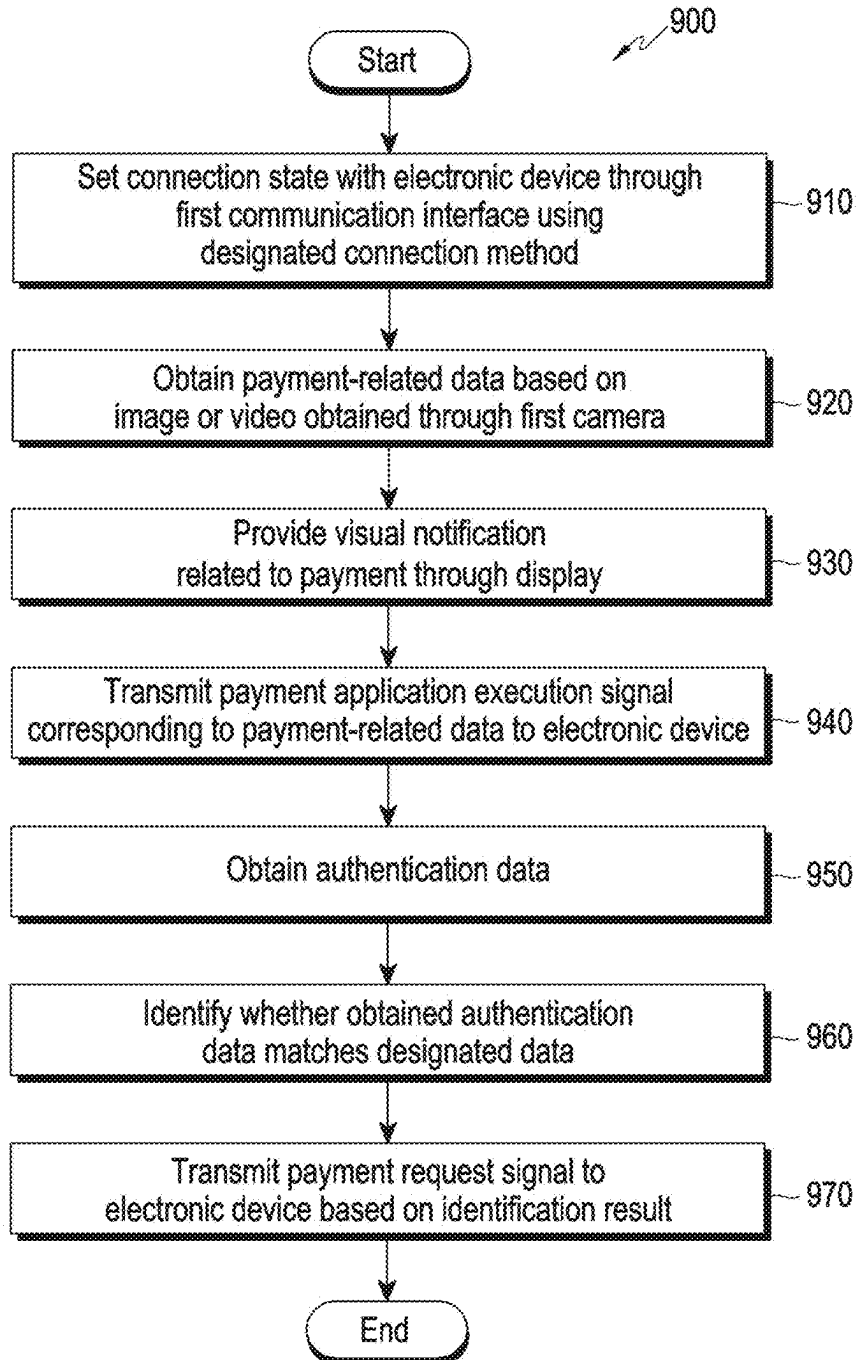 900
Start
Set connection state with electronic device through
first communication interface using
designated connection method
910
Obtain payment-related data based on
image or video obtained through first camera
920
Provide visual notification
related to payment through display
930
Transmit payment application execution signal
corresponding to payment-related data to electronic device
940
Obtain authentication data
950
Identify whether obtained authentication
data matches designated data
960
Transmit payment request signal to
electronic device based on identification result
970
End